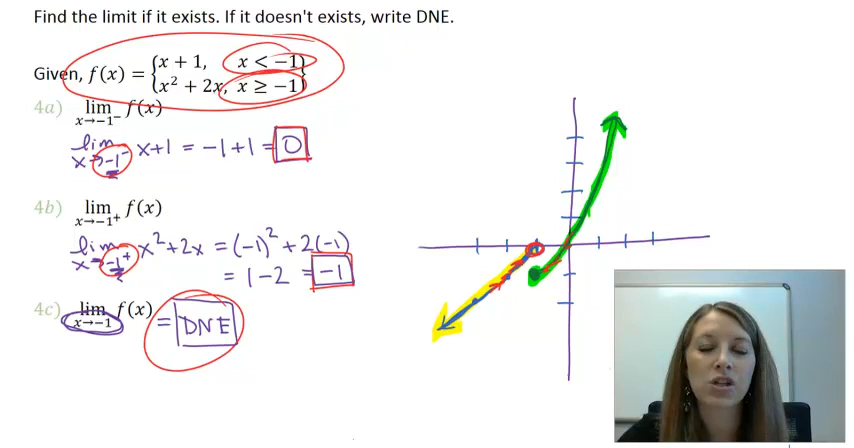 Find the limit if it exists. If it doesn't exists, write DNE.
Given, f(x) = { x + 1, x < −1
x² + 2x, x ≥ −1 }
4a) lim x→−1⁻ f(x)
lim x→−1⁻ x+1 = −1+1 = 0
4b) lim x→−1⁺ f(x)
lim x→−1⁺ x²+2x = (−1)² + 2(−1)
= 1−2 = −1
4c) lim x→−1 f(x) = DNE